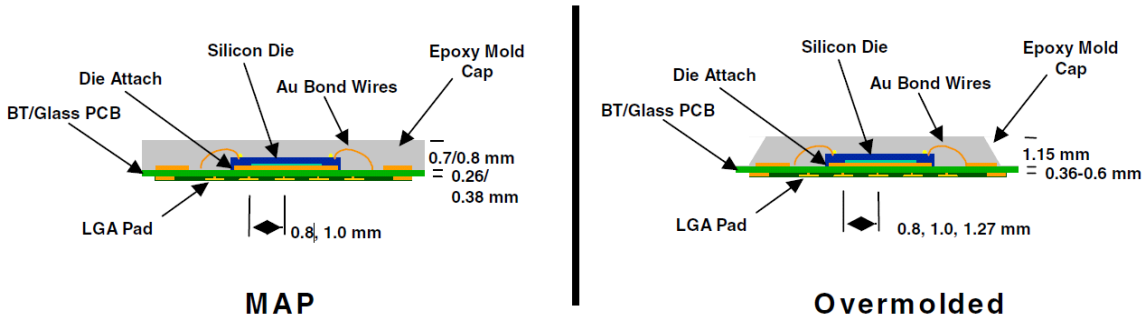 Silicon Die
Epoxy Mold
Cap
Die Attach
Au Bond Wires
BT/Glass PCB
0.7/0.8 mm
0.26/
0.38 mm
LGA Pad
0.8, 1.0 mm
MAP
Silicon Die
Epoxy Mold
Cap
Die Attach
Au Bond Wires
BT/Glass PCB
1.15 mm
0.36-0.6 mm
LGA Pad
0.8, 1.0, 1.27 mm
Overmolded